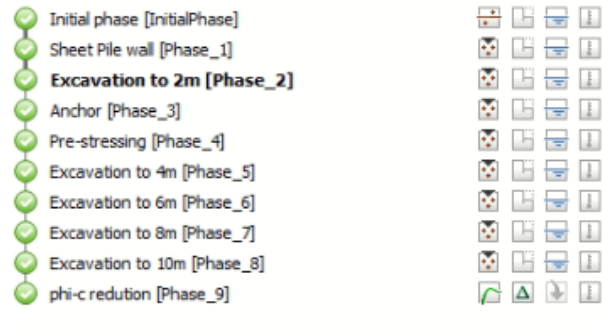 Initial phase [InitialPhase]
Sheet Pile wall [Phase_1]
Excavation to 2m [Phase_2]
Anchor [Phase_3]
Pre-stressing [Phase_4]
Excavation to 4m [Phase_5]
Excavation to 6m [Phase_6]
Excavation to 8m [Phase_7]
Excavation to 10m [Phase_8]
phi-c redution [Phase_9]